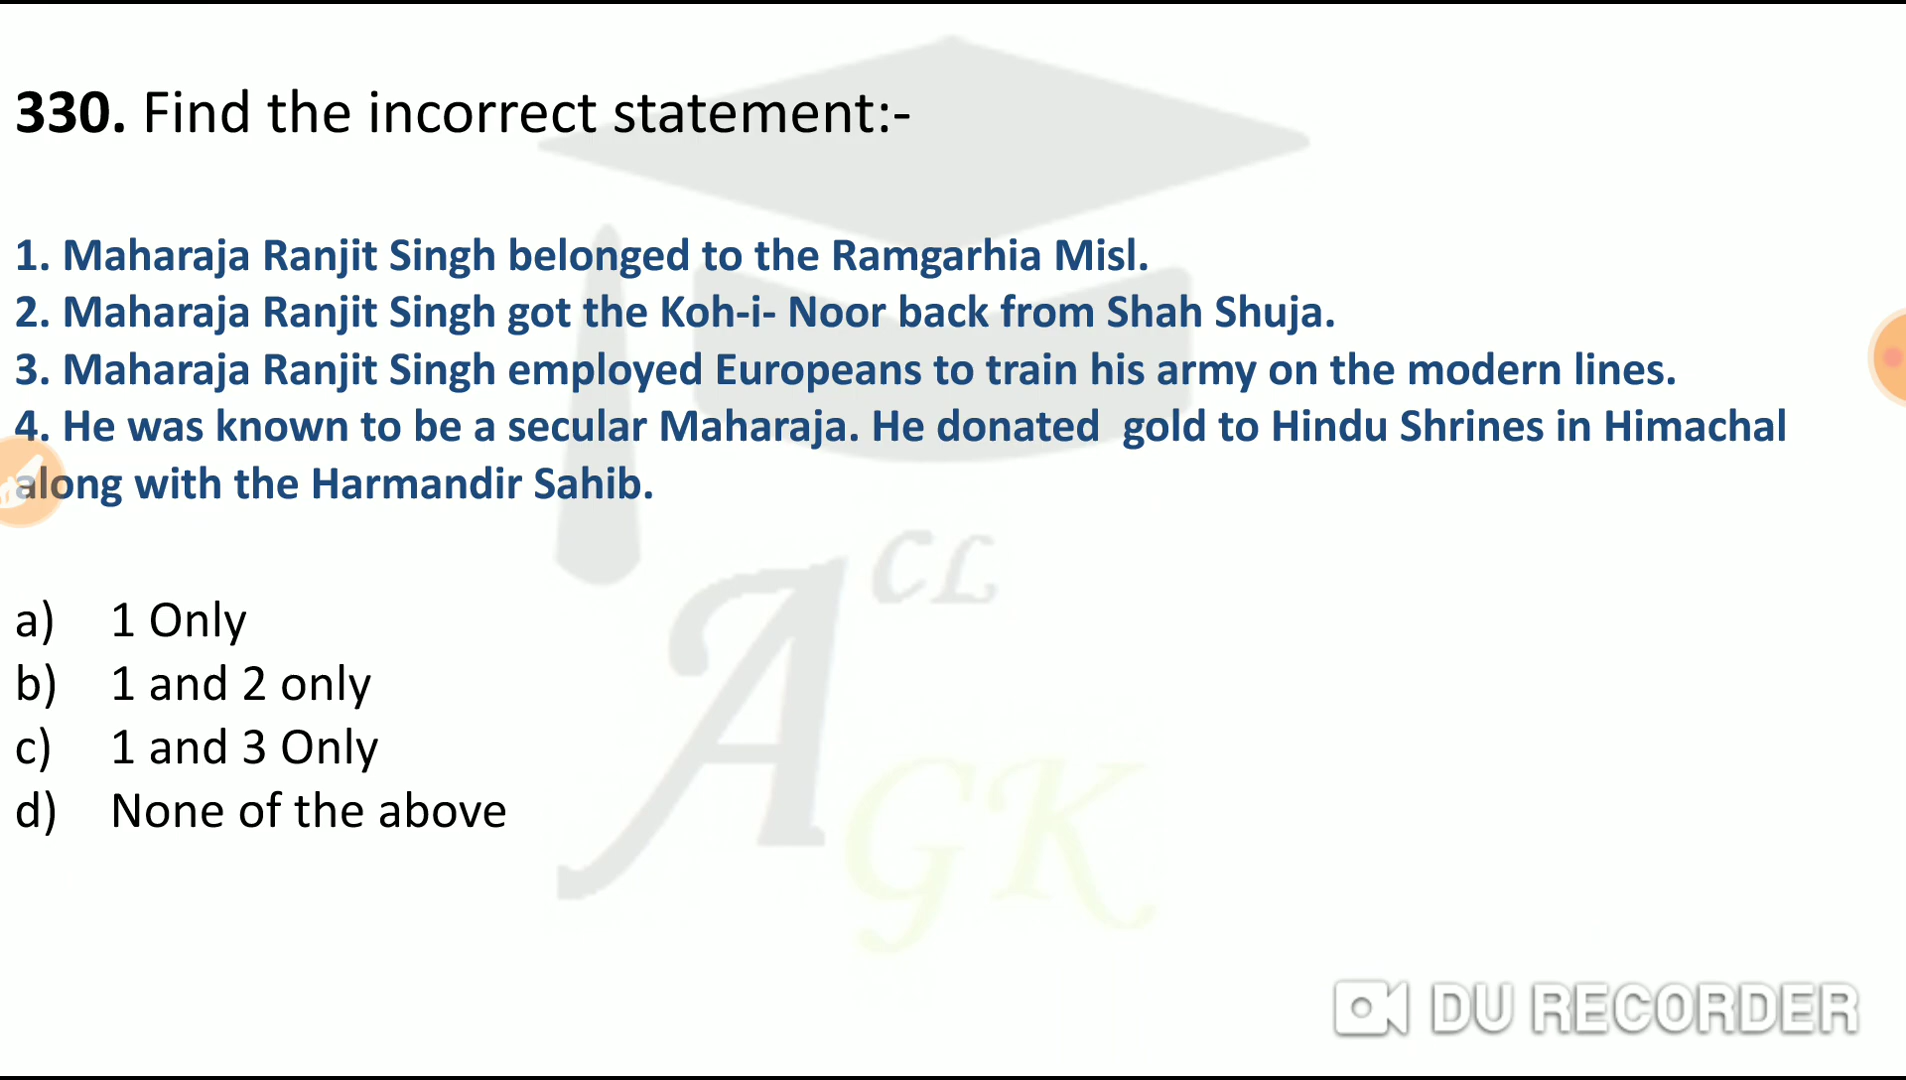 330. Find the incorrect statement:-
1. Maharaja Ranjit Singh belonged to the Ramgarhia Misl.
2. Maharaja Ranjit Singh got the Koh-i- Noor back from Shah Shuja.
3. Maharaja Ranjit Singh employed Europeans to train his army on the modern lines.
4. He was known to be a secular Maharaja. He donated gold to Hindu Shrines in Himachal
along with the Harmandir Sahib.
a) 1 Only
b) 1 and 2 only
c) 1 and 3 Only
d) None of the above
A CL
GK
DU RECORDER